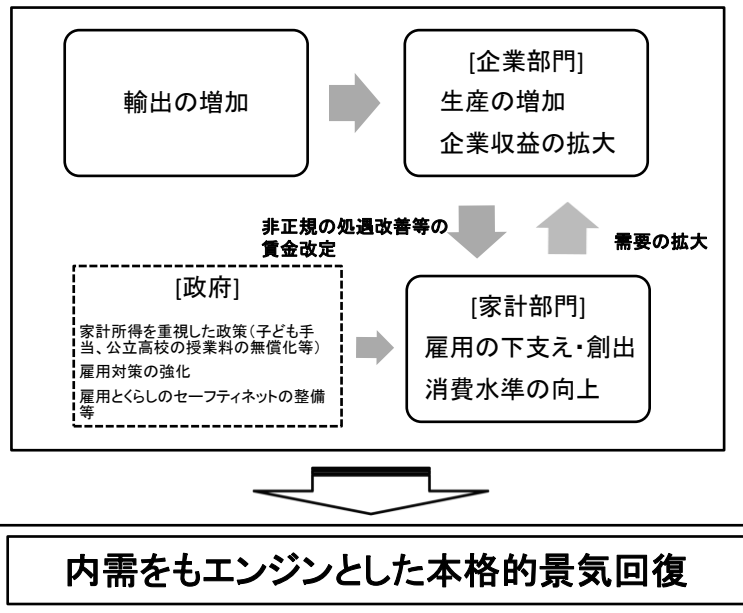 輸出の増加
[企業部門]
生産の増加
企業収益の拡大
非正規の処遇改善等の
賃金改定
需要の拡大
[政府]
家計所得を重視した政策(子ども手
当、公立高校の授業料の無償化等)
雇用対策の強化
雇用とくらしのセーフティネットの整備
等
[家計部門]
雇用の下支え・創出
消費水準の向上
内需をもエンジンとした本格的景気回復